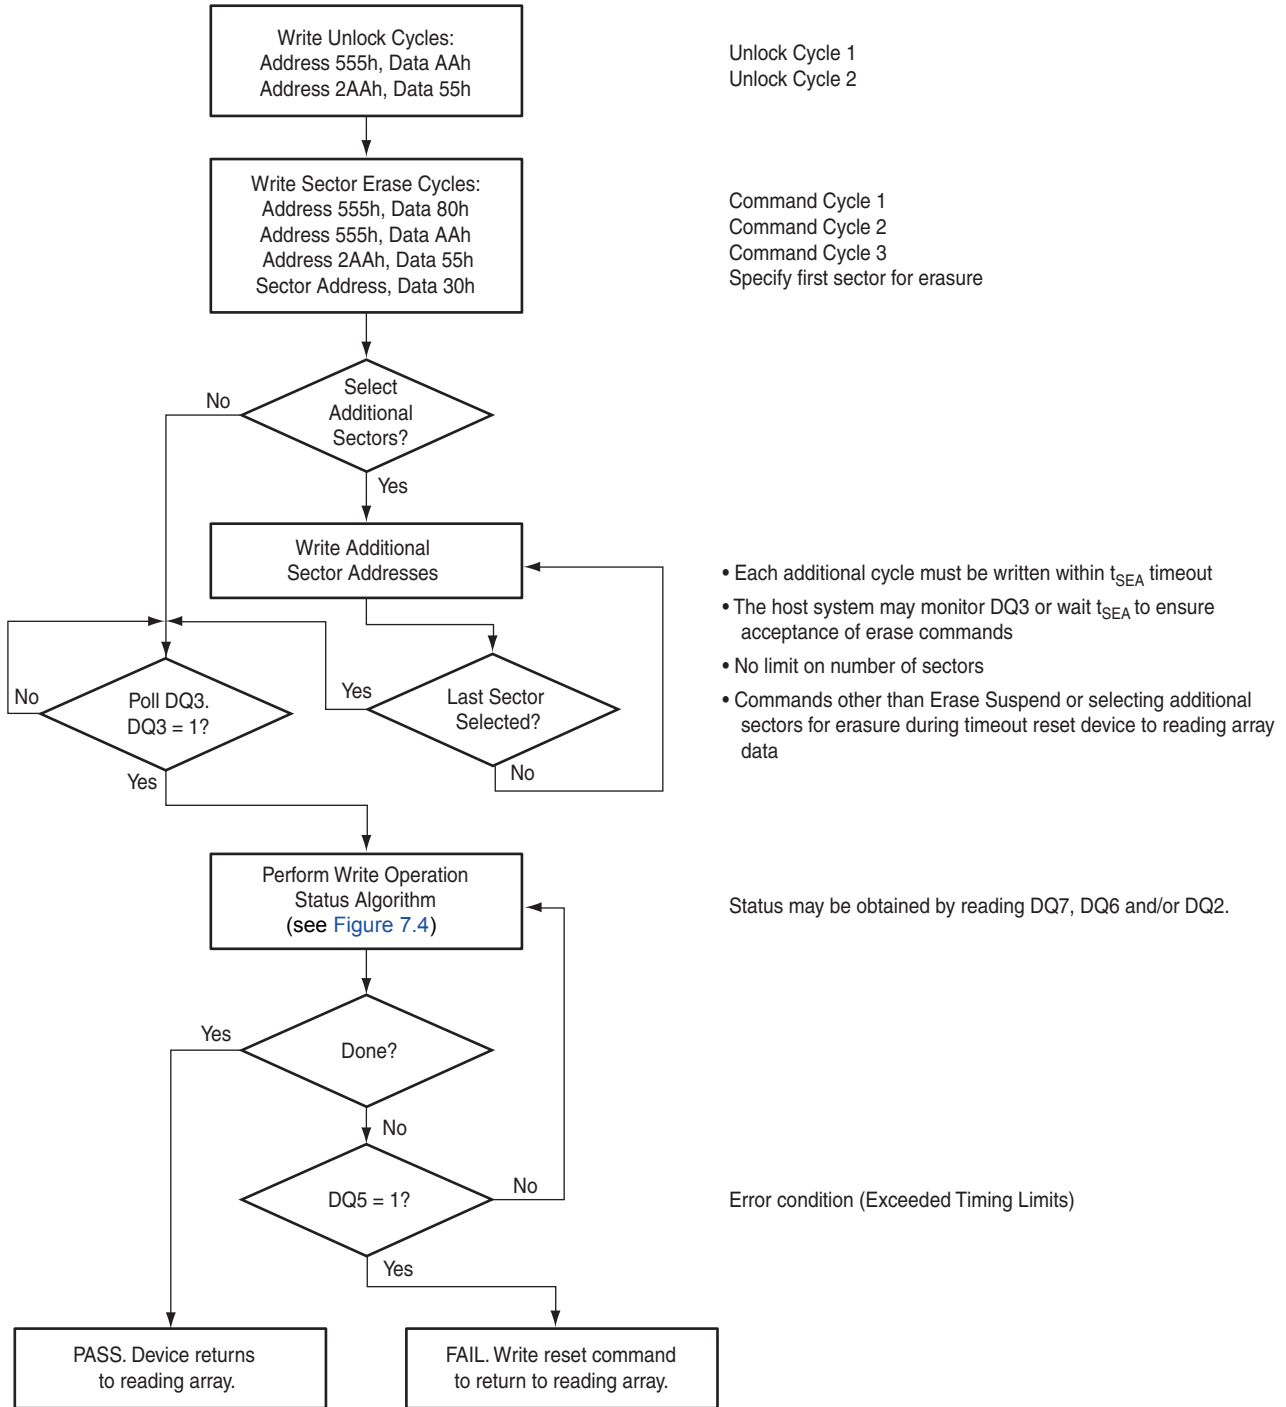 Write Unlock Cycles:
Address 555h, Data AAh
Address 2AAh, Data 55h
Unlock Cycle 1
Unlock Cycle 2
Write Sector Erase Cycles:
Address 555h, Data 80h
Address 555h, Data AAh
Address 2AAh, Data 55h
Sector Address, Data 30h
Command Cycle 1
Command Cycle 2
Command Cycle 3
Specify first sector for erasure
Select
Additional
Sectors?
No
Yes
Write Additional
Sector Addresses
• Each additional cycle must be written within tSEA timeout
• The host system may monitor DQ3 or wait tSEA to ensure
acceptance of erase commands
• No limit on number of sectors
• Commands other than Erase Suspend or selecting additional
sectors for erasure during timeout reset device to reading array
data
No
Poll DQ3.
DQ3 = 1?
Yes
Yes
Last Sector
Selected?
No
Perform Write Operation
Status Algorithm
(see Figure 7.4)
Status may be obtained by reading DQ7, DQ6 and/or DQ2.
Yes
Done?
No
DQ5 = 1?
No
Error condition (Exceeded Timing Limits)
Yes
PASS. Device returns
to reading array.
FAIL. Write reset command
to return to reading array.